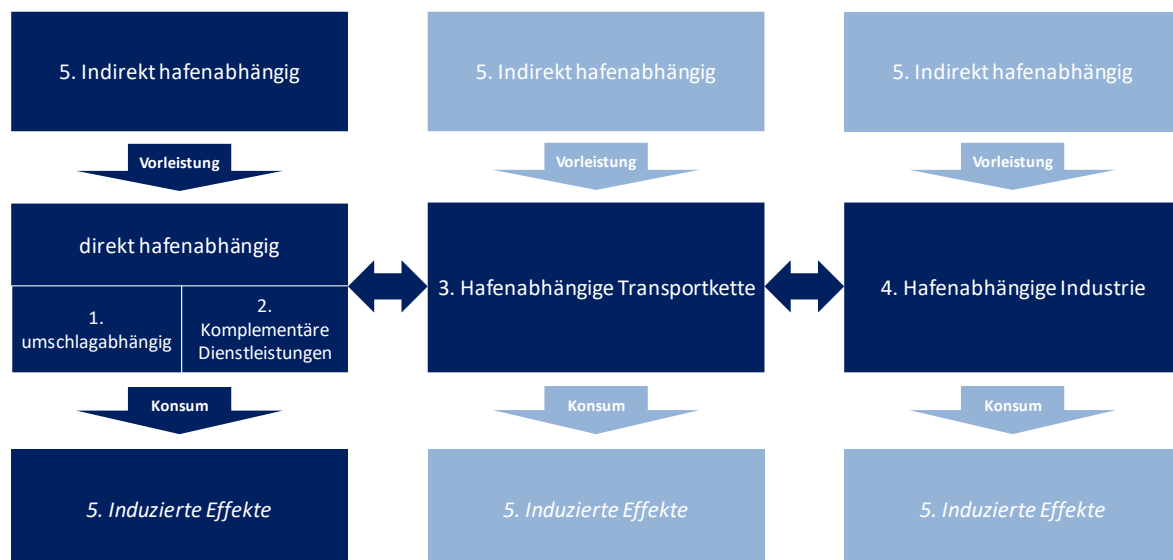 5. Indirekt hafenabhängig
5. Indirekt hafenabhängig
5. Indirekt hafenabhängig
Vorleistung
Vorleistung
Vorleistung
direkt hafenabhängig
1.
umschlagabhängig
2.
Komplementäre
Dienstleistungen
3. Hafenabhängige Transportkette
4. Hafenabhängige Industrie
Konsum
Konsum
Konsum
5. Induzierte Effekte
5. Induzierte Effekte
5. Induzierte Effekte